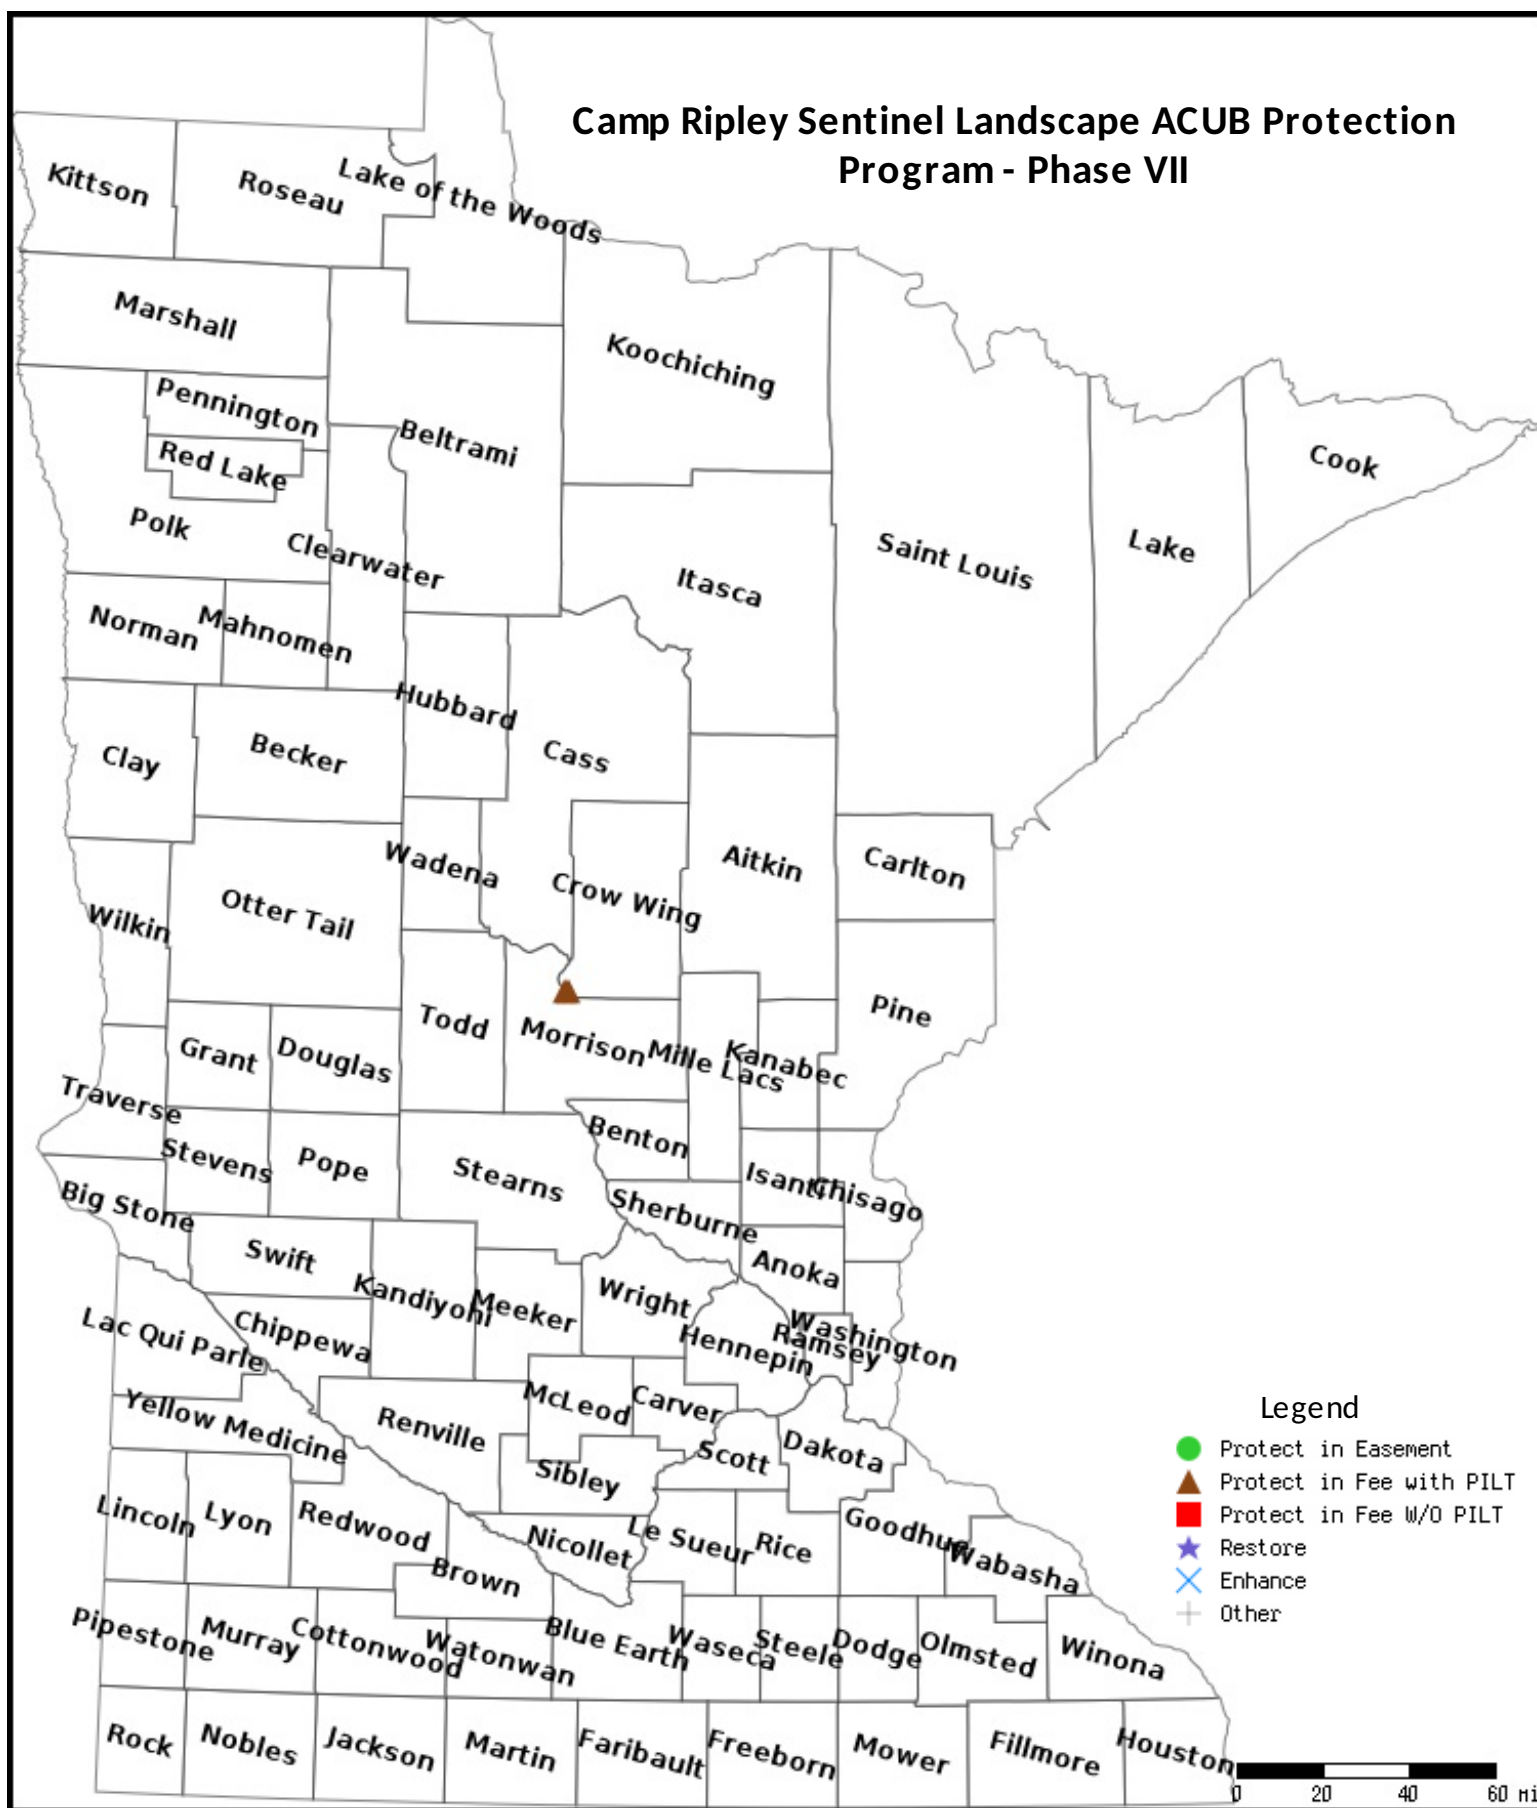 Camp Ripley Sentinel Landscape ACUB Protection
Program - Phase VII
Kittson
Roseau
Lake of the Woods
Marshall
Koochiching
Pennington
Beltrami
Red Lake
Cook
Polk
Clearwater
Saint Louis
Lake
Itasca
Norman
Mahnomen
Hubbard
Clay
Becker
Cass
Wadena
Aitkin
Carlton
Crow Wing
Otter Tail
Wilkin
Todd
Morrison
Mille Lacs
Kanabec
Pine
Grant
Douglas
Traverse
Benton
Stevens
Pope
Stearns
Isanti
Chisago
Big Stone
Sherburne
Swift
Anoka
Kandiyohi
Meeker
Wright
Lac Qui Parle
Chippewa
Hennepin
Ramsey
Washington
McLeod
Carver
Yellow Medicine
Renville
Scott
Dakota
Sibley
Lincoln
Lyon
Redwood
Nicollet
Le Sueur
Rice
Goodhue
Wabasha
Brown
Pipestone
Murray
Cottonwood
Watonwan
Blue Earth
Waseca
Steele
Dodge
Olmsted
Winona
Rock
Nobles
Jackson
Martin
Faribault
Freeborn
Mower
Fillmore
Houston
Legend
Protect in Easement
Protect in Fee with PILT
Protect in Fee W/O PILT
Restore
Enhance
Other
0 20 40 60 Mi